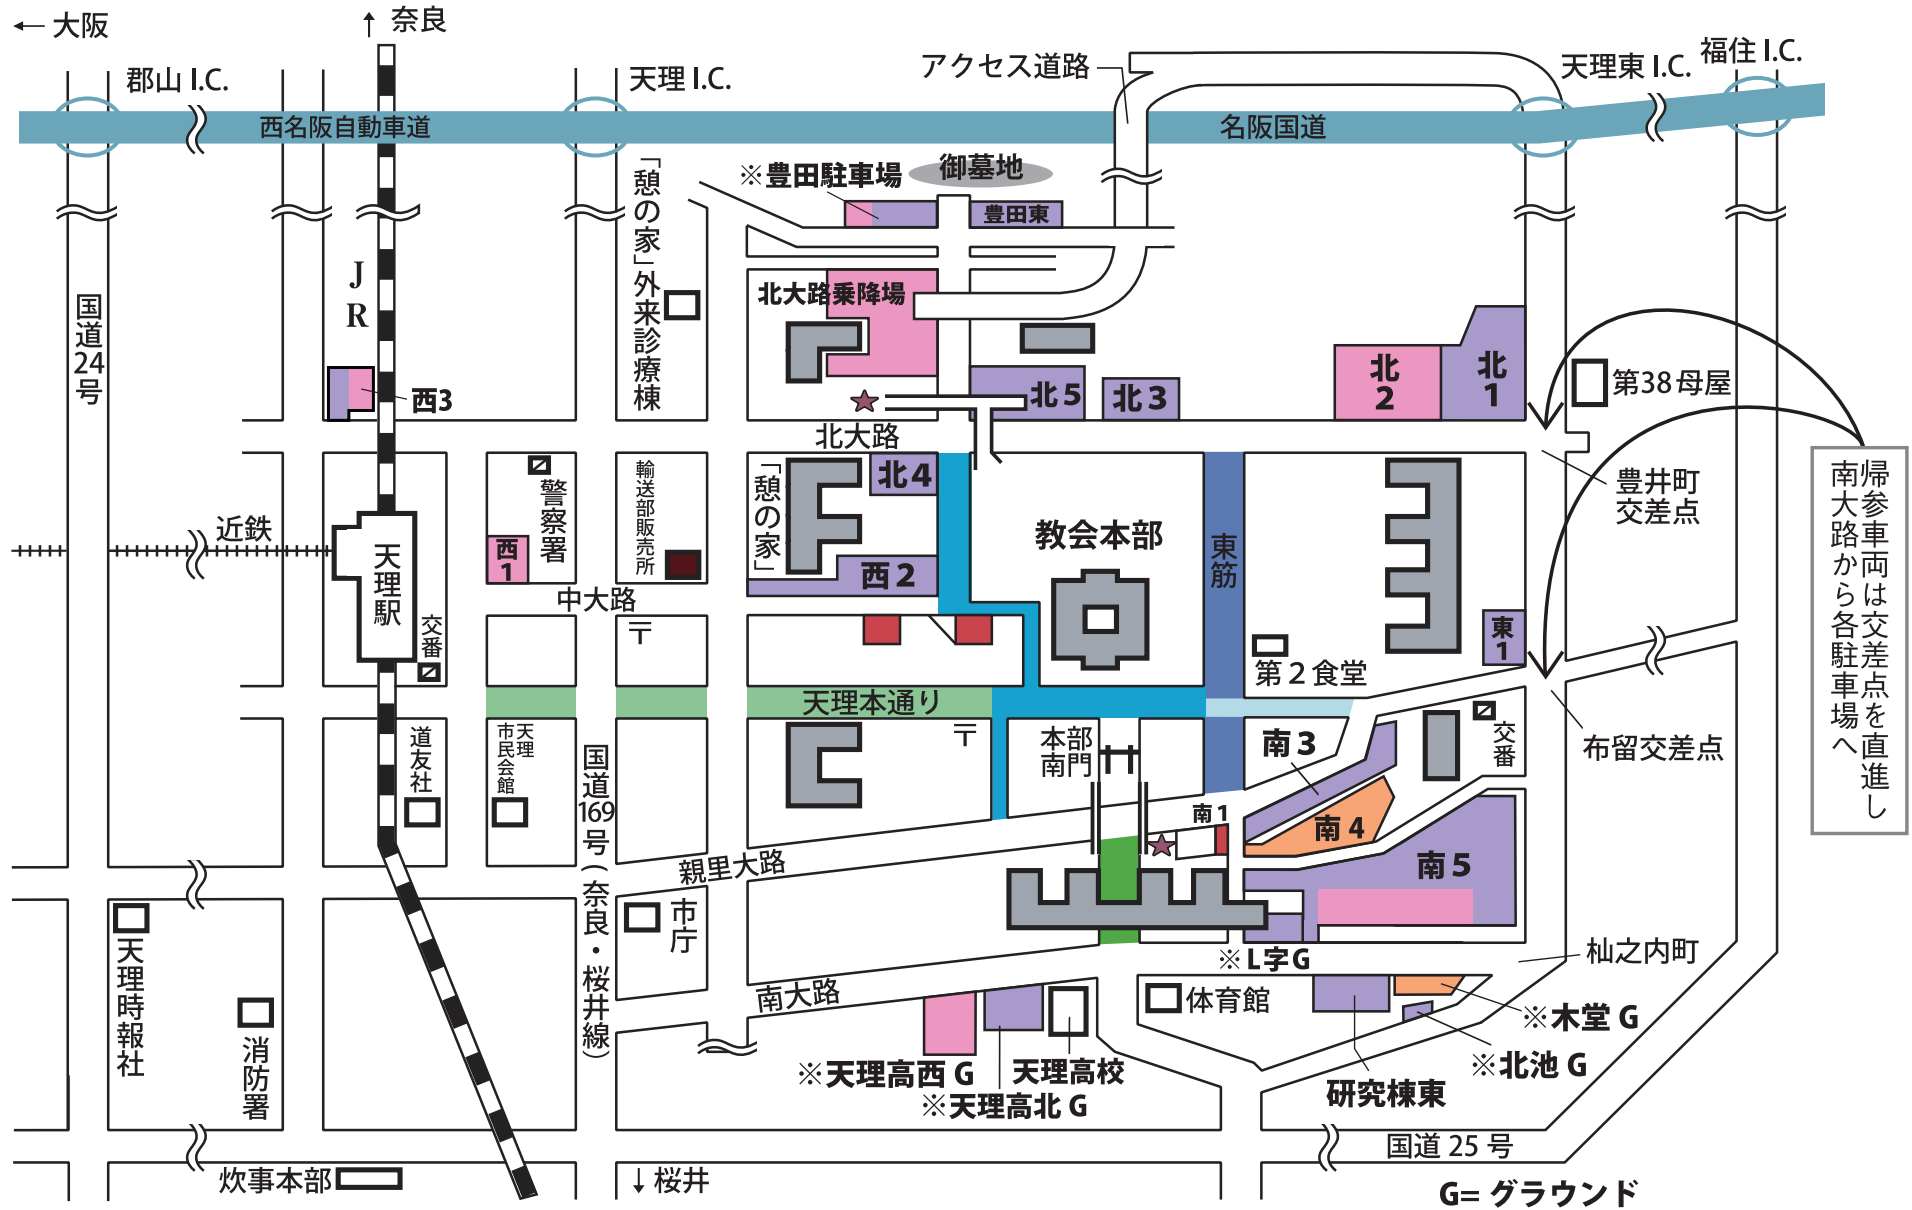 ← 大阪
↑ 奈良
郡山 I.C.
天理 I.C.
アクセス道路
天理東 I.C.
福住 I.C.
西名阪自動車道
名阪国道
※豊田駐車場
御墓地
豊田東
「憩の家」外来診療棟
J
R
国道24号
西3
北大路乗降場
北5
北3
北2
北1
第38母屋
北大路
帰参車両は交差点を直進し
南大路から各駐車場へ
豊井町
交差点
近鉄
天理駅
交番
警察署
西1
輸送部販売所
「憩の家」
北4
西2
教会本部
東筋
東1
中大路
〒
第2食堂
天理本通り
〒
本部
南門
南3
交番
布留交差点
道友社
天理
市民会館
国道169号(奈良・桜井線)
南1
南4
南5
親里大路
市庁
※L字G
杣之内町
天理時報社
消防署
南大路
体育館
※木堂 G
※北池 G
※天理高西 G
天理高校
※天理高北 G
研究棟東
国道 25 号
炊事本部
↓ 桜井
G= グラウンド